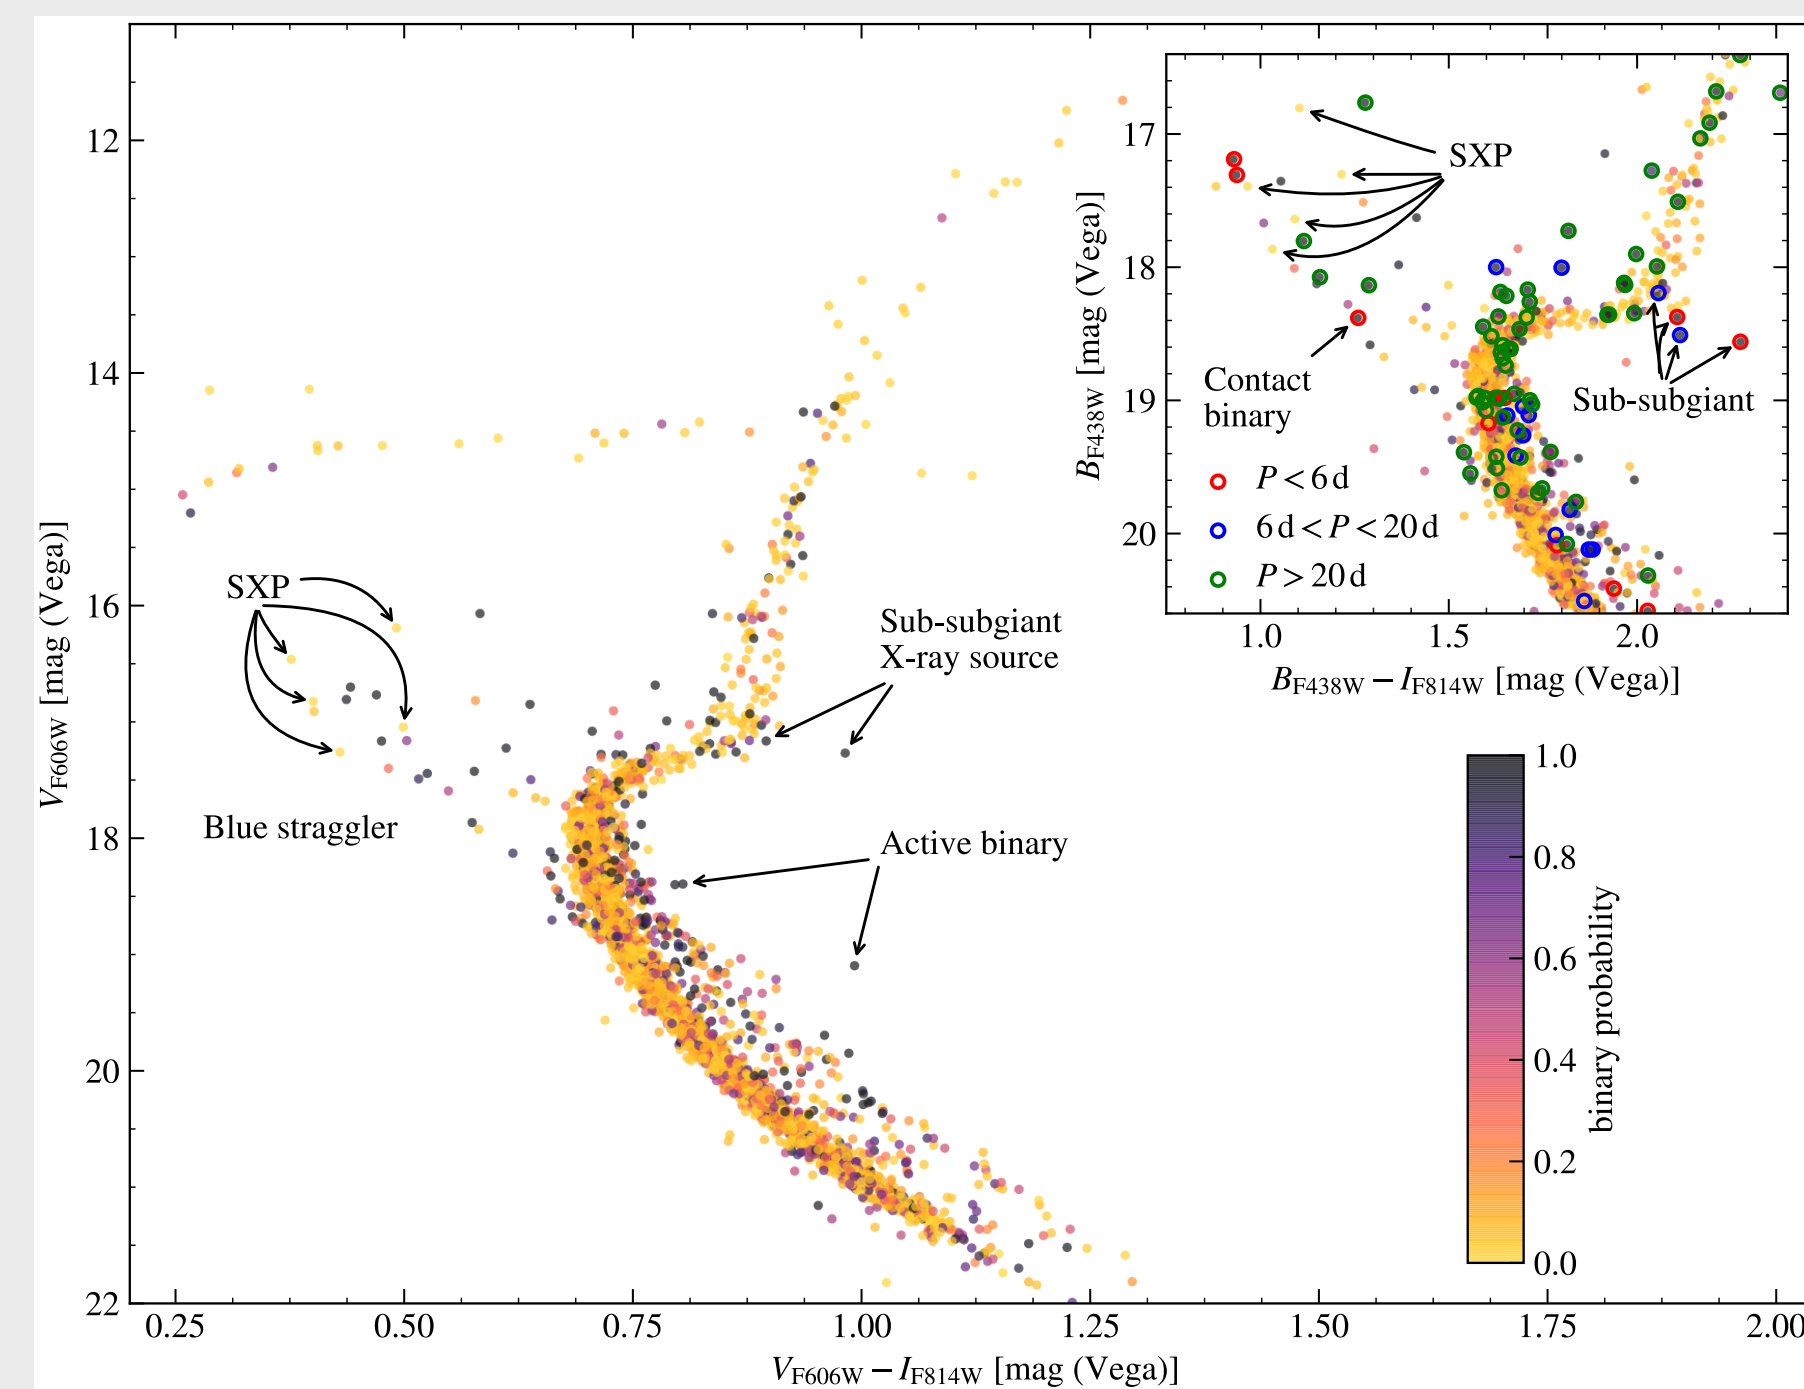 12
14
16
18
20
22
0.25
0.50
0.75
1.00
1.25
1.50
1.75
2.00
V_F606W [mag (Vega)]
V_F606W − I_F814W [mag (Vega)]
SXP
Blue straggler
Sub-subgiant
X-ray source
Active binary
17
18
19
20
1.0
1.5
2.0
B_F438W [mag (Vega)]
B_F438W − I_F814W [mag (Vega)]
SXP
Contact
binary
Sub-subgiant
P < 6 d
6 d < P < 20 d
P > 20 d
1.0
0.8
0.6
0.4
0.2
0.0
binary probability